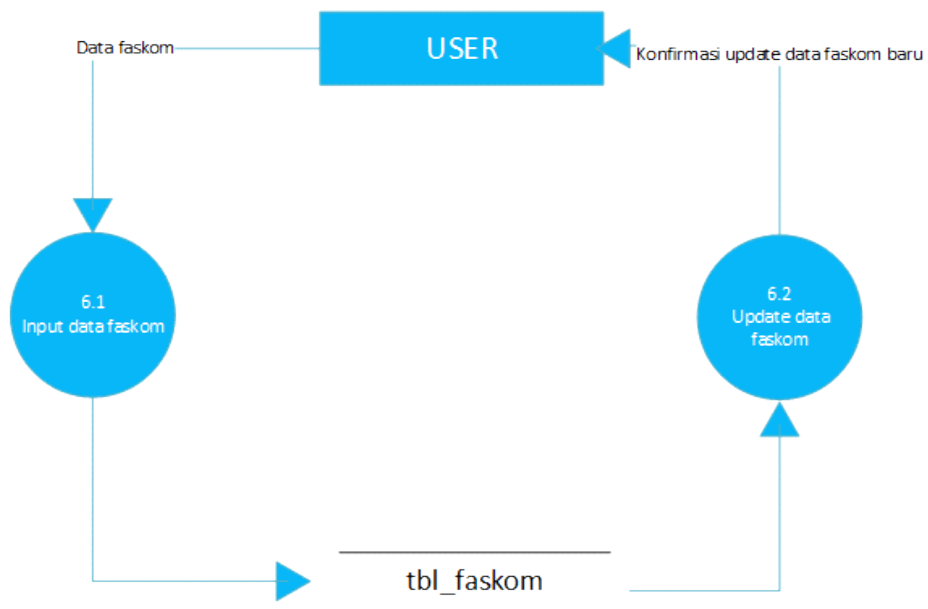 USER
Data faskom
Konfirmasi update data faskom baru
6.1
Input data faskom
6.2
Update data
faskom
tbl_faskom